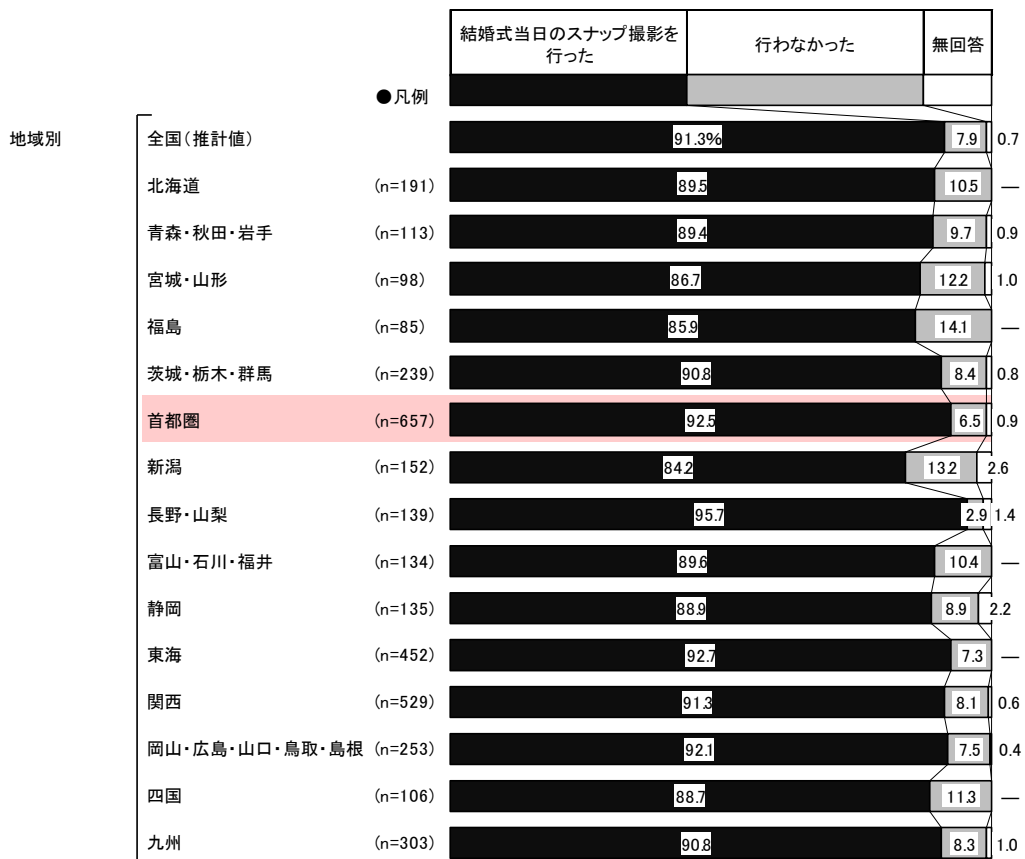 結婚式当日のスナップ撮影を
行った 行わなかった 無回答
●凡例
地域別 全国(推計値) 91.3% 7.9 0.7
北海道 (n=191) 89.5 10.5 ―
青森・秋田・岩手 (n=113) 89.4 9.7 0.9
宮城・山形 (n=98) 86.7 12.2 1.0
福島 (n=85) 85.9 14.1 ―
茨城・栃木・群馬 (n=239) 90.8 8.4 0.8
首都圏 (n=657) 92.5 6.5 0.9
新潟 (n=152) 84.2 13.2 2.6
長野・山梨 (n=139) 95.7 2.9 1.4
富山・石川・福井 (n=134) 89.6 10.4 ―
静岡 (n=135) 88.9 8.9 2.2
東海 (n=452) 92.7 7.3 ―
関西 (n=529) 91.3 8.1 0.6
岡山・広島・山口・鳥取・島根 (n=253) 92.1 7.5 0.4
四国 (n=106) 88.7 11.3 ―
九州 (n=303) 90.8 8.3 1.0